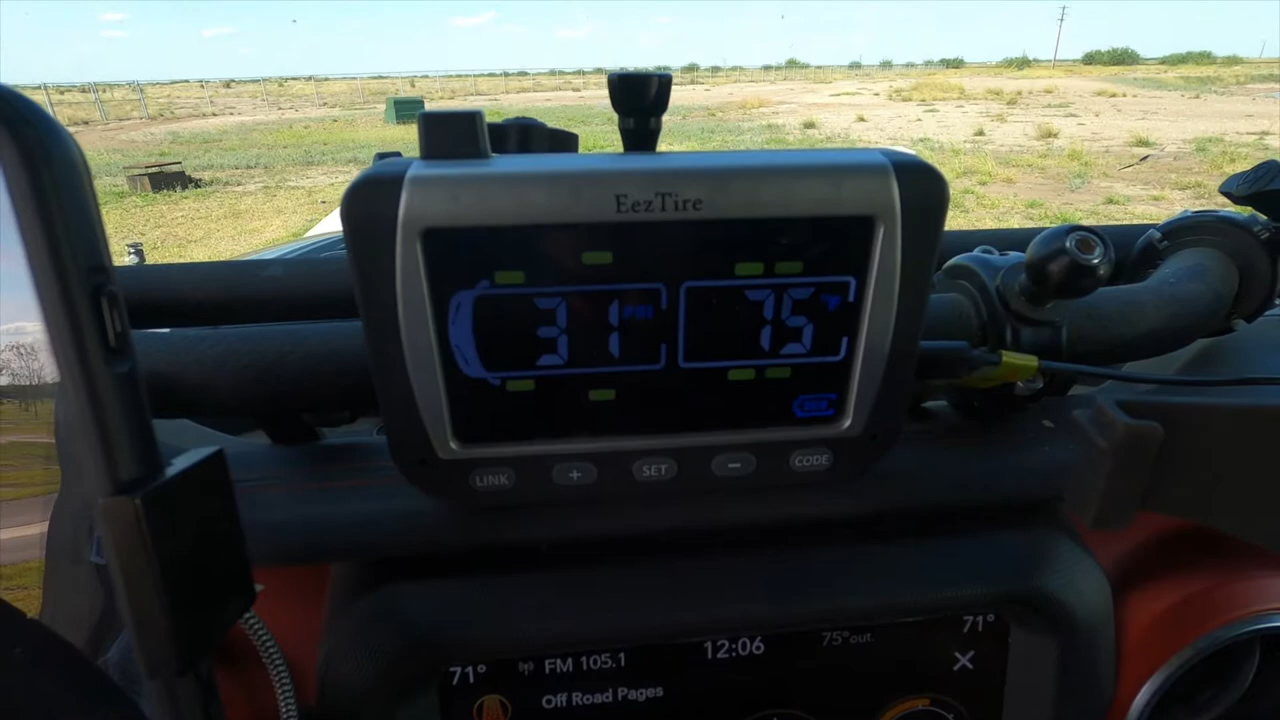 EezTire
31 PSI 75
LINK + SET - CODE
71° FM 105.1 12:06 75°out. 71°
Off Road Pages X